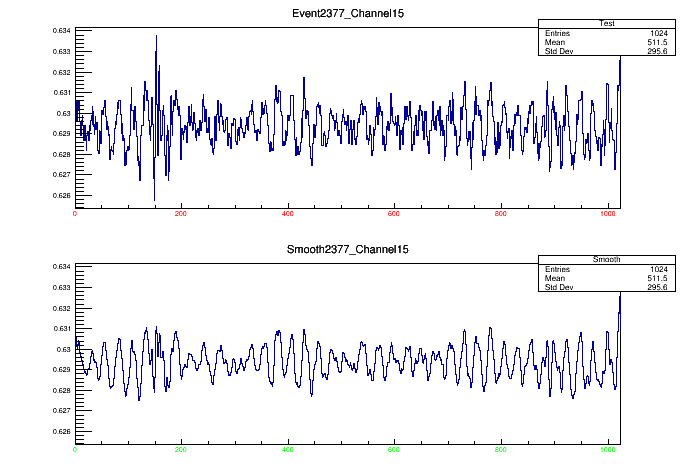 Event2377_Channel15
Test
Entries 1024
Mean 511.5
Std Dev 295.6
0.634
0.633
0.632
0.631
0.63
0.629
0.628
0.627
0.626
0 200 400 600 800 1000
Smooth2377_Channel15
Smooth
Entries 1024
Mean 511.5
Std Dev 295.6
0.634
0.633
0.632
0.631
0.63
0.629
0.628
0.627
0.626
0 200 400 600 800 1000